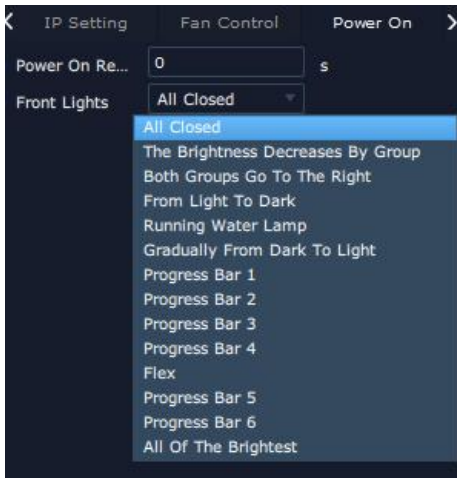 IP Setting Fan Control Power On
Power On Re... 0 s
Front Lights All Closed
All Closed
The Brightness Decreases By Group
Both Groups Go To The Right
From Light To Dark
Running Water Lamp
Gradually From Dark To Light
Progress Bar 1
Progress Bar 2
Progress Bar 3
Progress Bar 4
Flex
Progress Bar 5
Progress Bar 6
All Of The Brightest